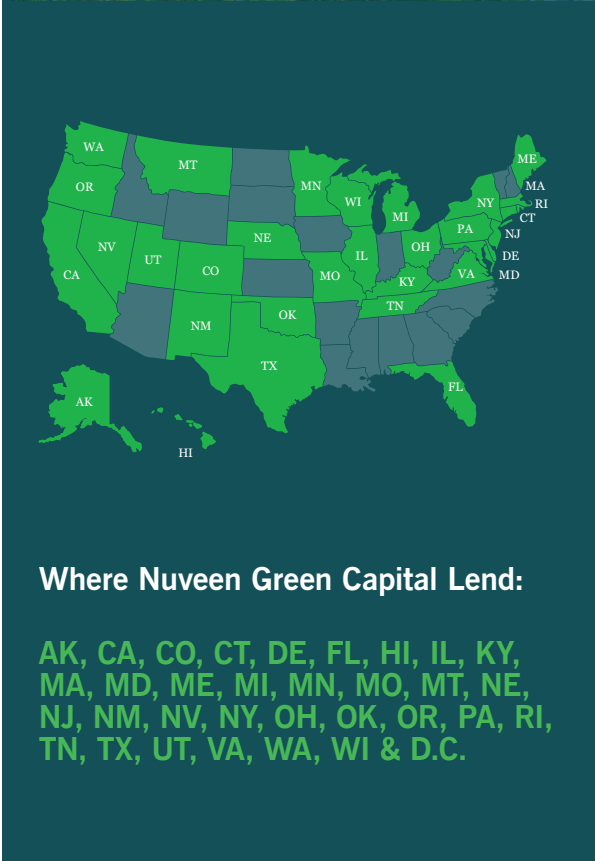 WA
MT
ME
OR
MN
MA
WI
NY
RI
MI
CT
NV
NE
PA
NJ
UT
IL
OH
DE
CA
CO
MO
KY
VA
MD
NM
OK
TN
TX
FL
AK
HI
Where Nuveen Green Capital Lend:
AK, CA, CO, CT, DE, FL, HI, IL, KY,
MA, MD, ME, MI, MN, MO, MT, NE,
NJ, NM, NV, NY, OH, OK, OR, PA, RI,
TN, TX, UT, VA, WA, WI & D.C.